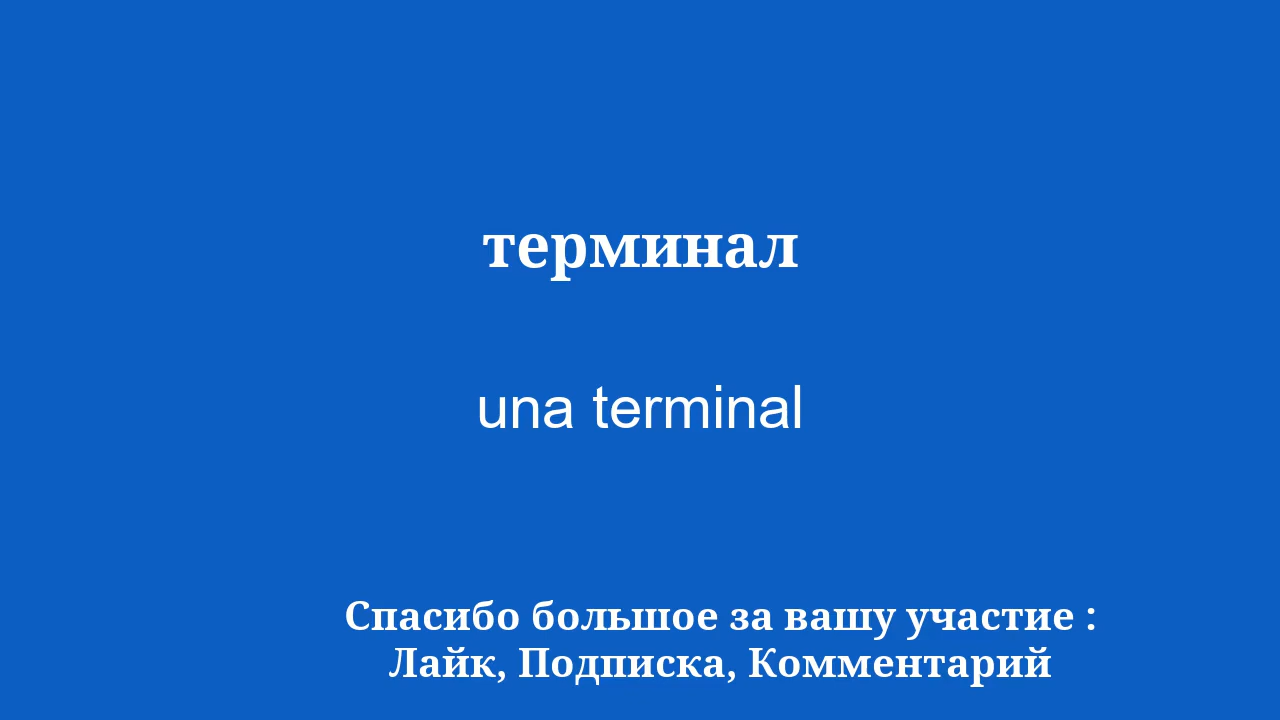 терминал
una terminal
Спасибо большое за вашу участие :
Лайк, Подписка, Комментарий